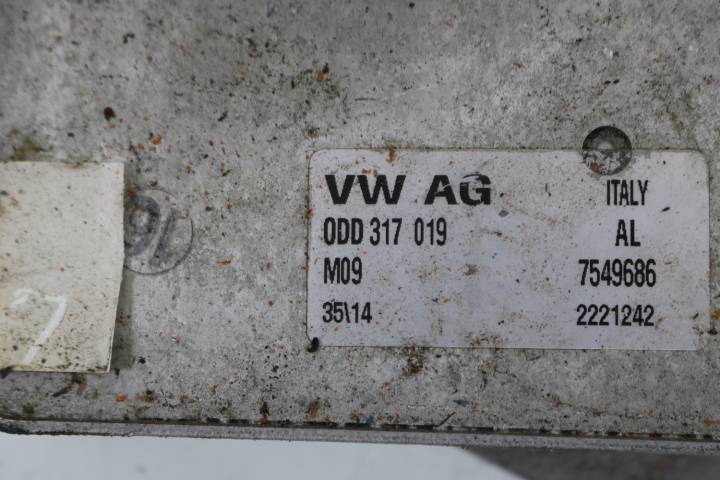 VW AG ITALY
0DD 317 019 AL
M09 7549686
35\14 2221242